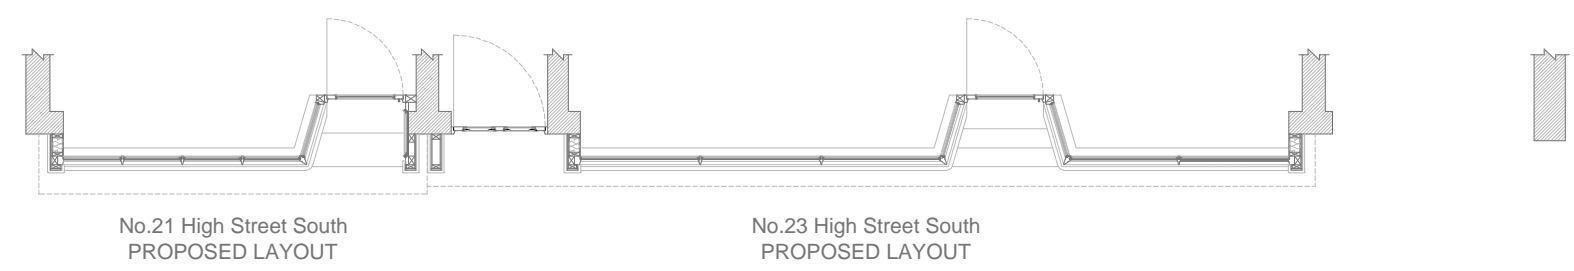 No.21 High Street South
PROPOSED LAYOUT
No.23 High Street South
PROPOSED LAYOUT